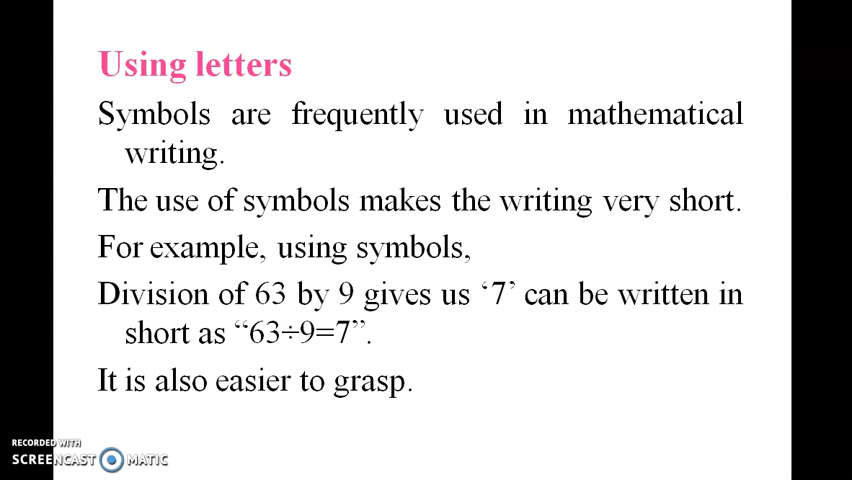 Using letters
Symbols are frequently used in mathematical
writing.
The use of symbols makes the writing very short.
For example, using symbols,
Division of 63 by 9 gives us ‘7’ can be written in
short as “63÷9=7”.
It is also easier to grasp.
RECORDED WITH
SCREENCAST MATIC